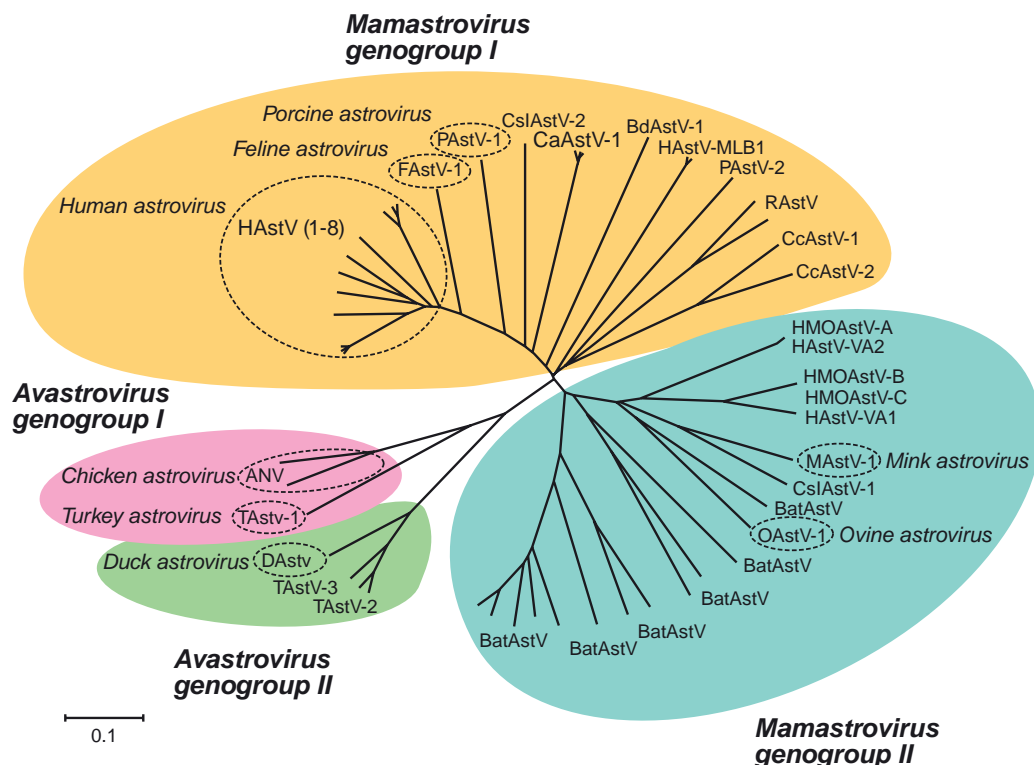 Mamastrovirus
genogroup I
Porcine astrovirus
PAstV-1
CslAstV-2
CaAstV-1
BdAstV-1
HAstV-MLB1
PAstV-2
Feline astrovirus
FAstV-1
RAstV
Human astrovirus
HAstV (1-8)
CcAstV-1
CcAstV-2
HMOAstV-A
HAstV-VA2
HMOAstV-B
HMOAstV-C
HAstV-VA1
Avastrovirus
genogroup I
Chicken astrovirus
ANV
MAstV-1
Mink astrovirus
CslAstV-1
BatAstV
Turkey astrovirus
TAstv-1
OAstV-1
Ovine astrovirus
Duck astrovirus
DAstv
BatAstV
TAstV-3
TAstV-2
BatAstV
BatAstV
BatAstV
BatAstV
Avastrovirus
genogroup II
0.1
Mamastrovirus
genogroup II